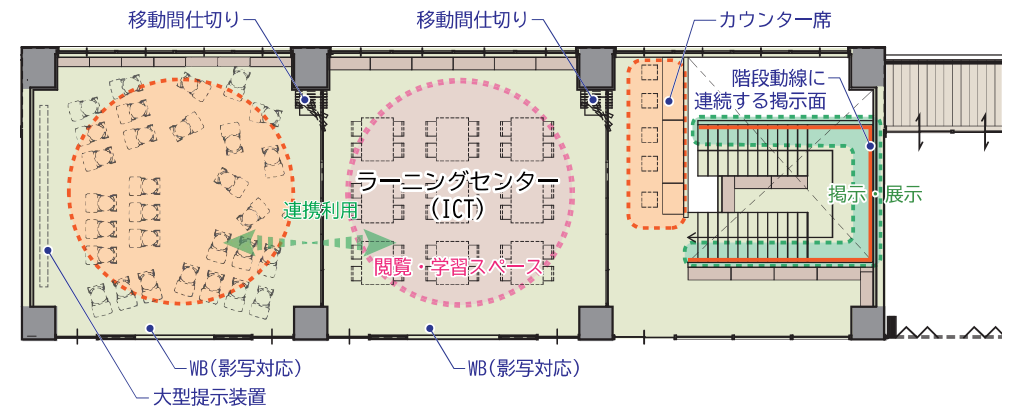 移動間仕切り
移動間仕切り
カウンター席
階段動線に
連続する掲示面
ラーニングセンター
(ICT)
掲示・展示
連携利用
閲覧・学習スペース
WB(影写対応)
WB(影写対応)
大型提示装置